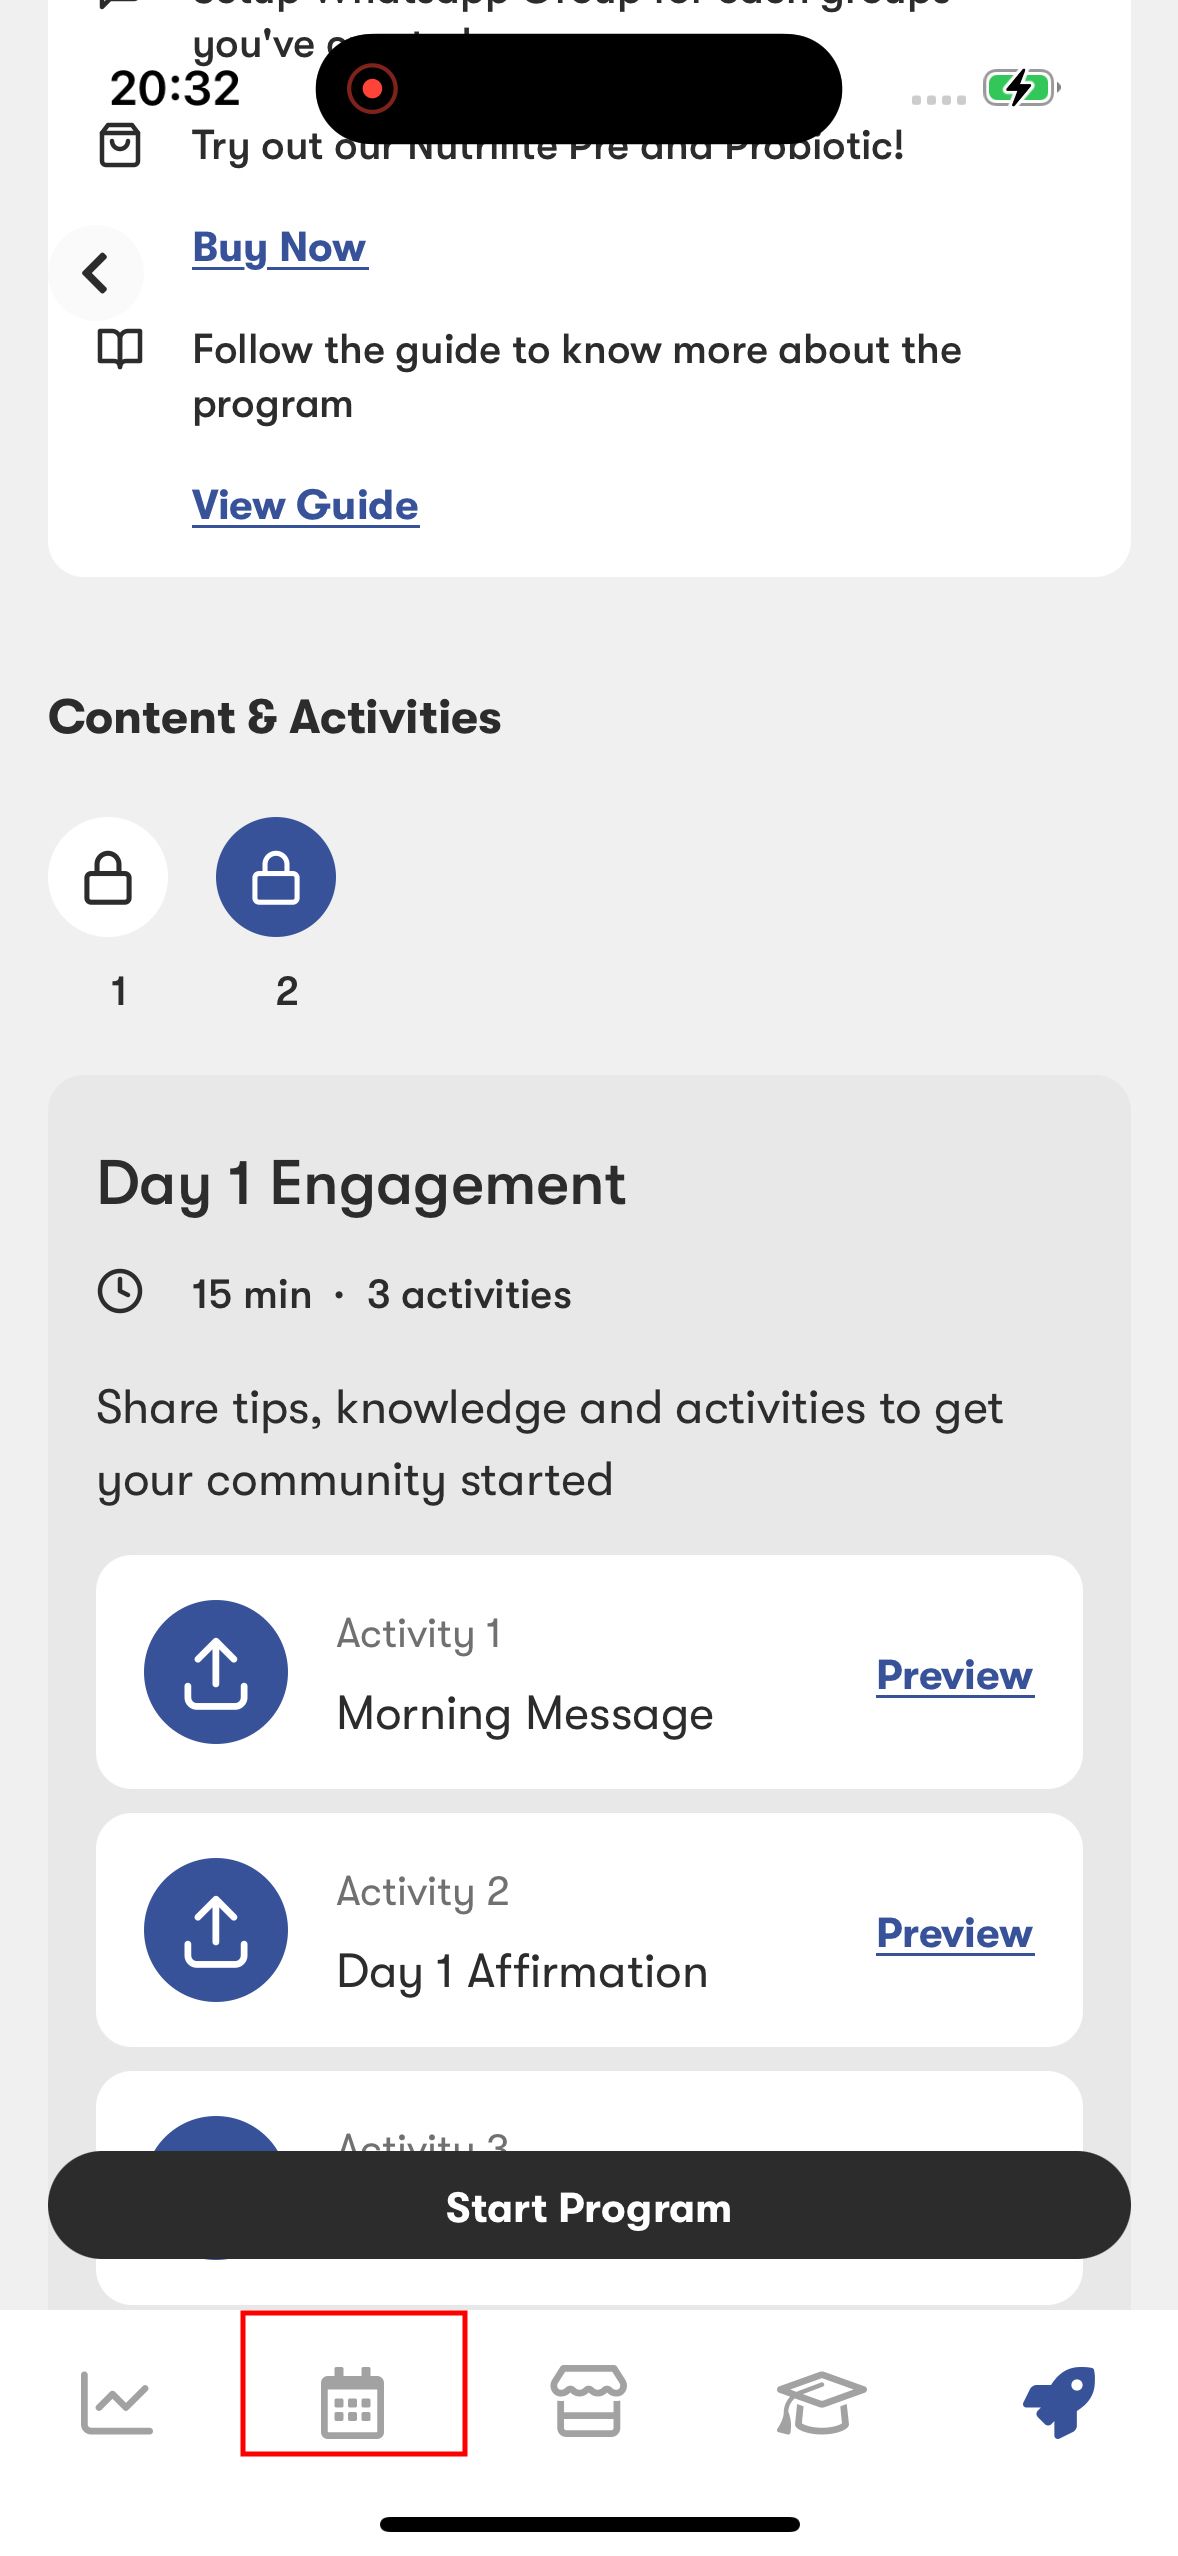 you've
20:32
Try out our Nutrilite Pre and Probiotic!
Buy Now
Follow the guide to know more about the
program
View Guide
Content & Activities
1
2
Day 1 Engagement
15 min · 3 activities
Share tips, knowledge and activities to get
your community started
Activity 1
Morning Message
Preview
Activity 2
Day 1 Affirmation
Preview
Activity 3
Start Program